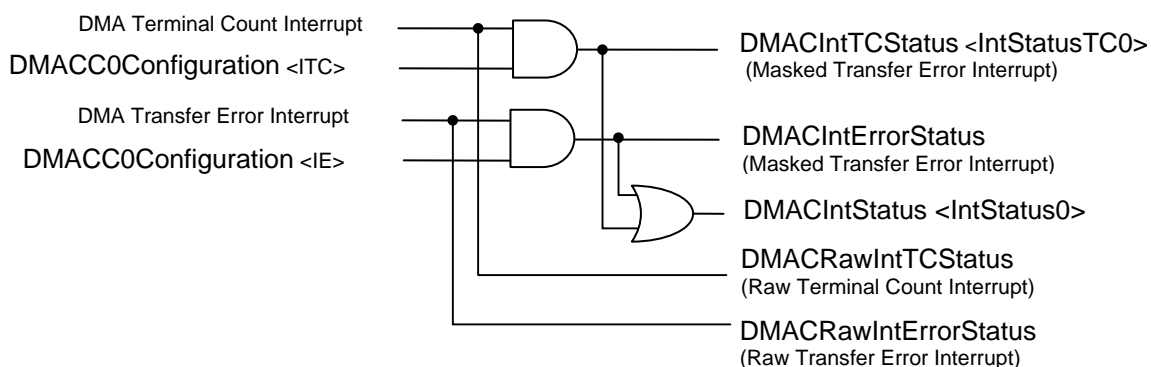 DMA Terminal Count Interrupt
DMACC0Configuration <ITC>
DMA Transfer Error Interrupt
DMACC0Configuration <IE>
DMACIntTCStatus <IntStatusTC0>
(Masked Transfer Error Interrupt)
DMACIntErrorStatus
(Masked Transfer Error Interrupt)
DMACIntStatus <IntStatus0>
DMACRawIntTCStatus
(Raw Terminal Count Interrupt)
DMACRawIntErrorStatus
(Raw Transfer Error Interrupt)